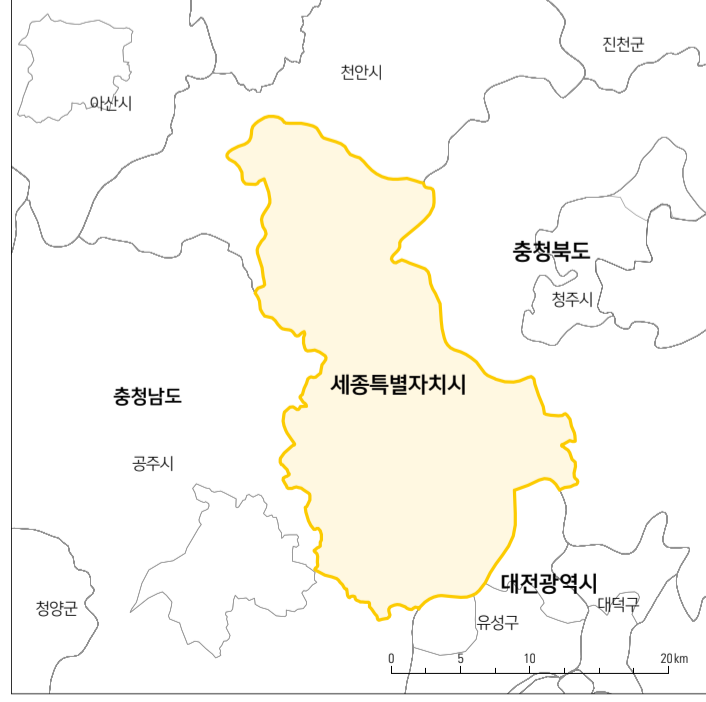 진천군
천안시
아산시
충청북도
청주시
세종특별자치시
충청남도
공주시
대전광역시
청양군
대덕구
유성구
0 5 10 20km